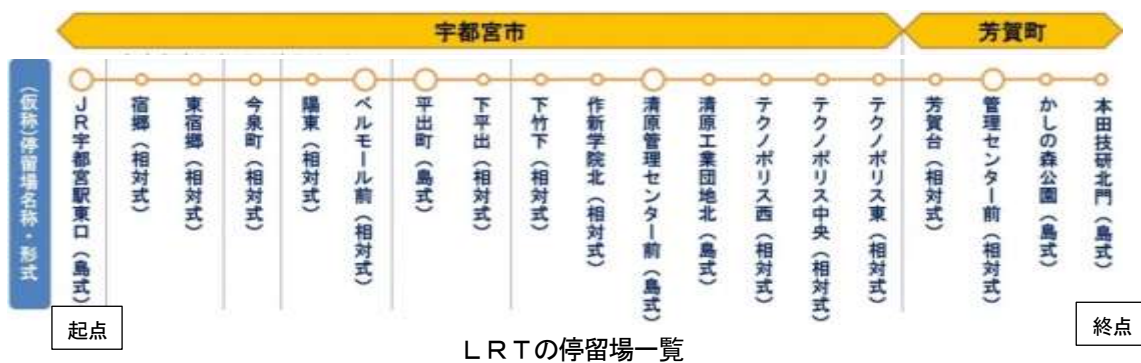 宇都宮市
芳賀町
(仮称)停留場名称・形式
JR宇都宮駅東口(島式)
宿郷(相対式)
東宿郷(相対式)
今泉町(相対式)
陽東(相対式)
ベルモール前(相対式)
平出町(島式)
下平出(相対式)
下竹下(相対式)
作新学院北(相対式)
清原管理センター前(島式)
清原工業団地北(島式)
テクノポリス西(相対式)
テクノポリス中央(相対式)
テクノポリス東(相対式)
芳賀台(相対式)
管理センター前(相対式)
かしの森公園(島式)
本田技研北門(島式)
起点
終点
LRTの停留場一覧